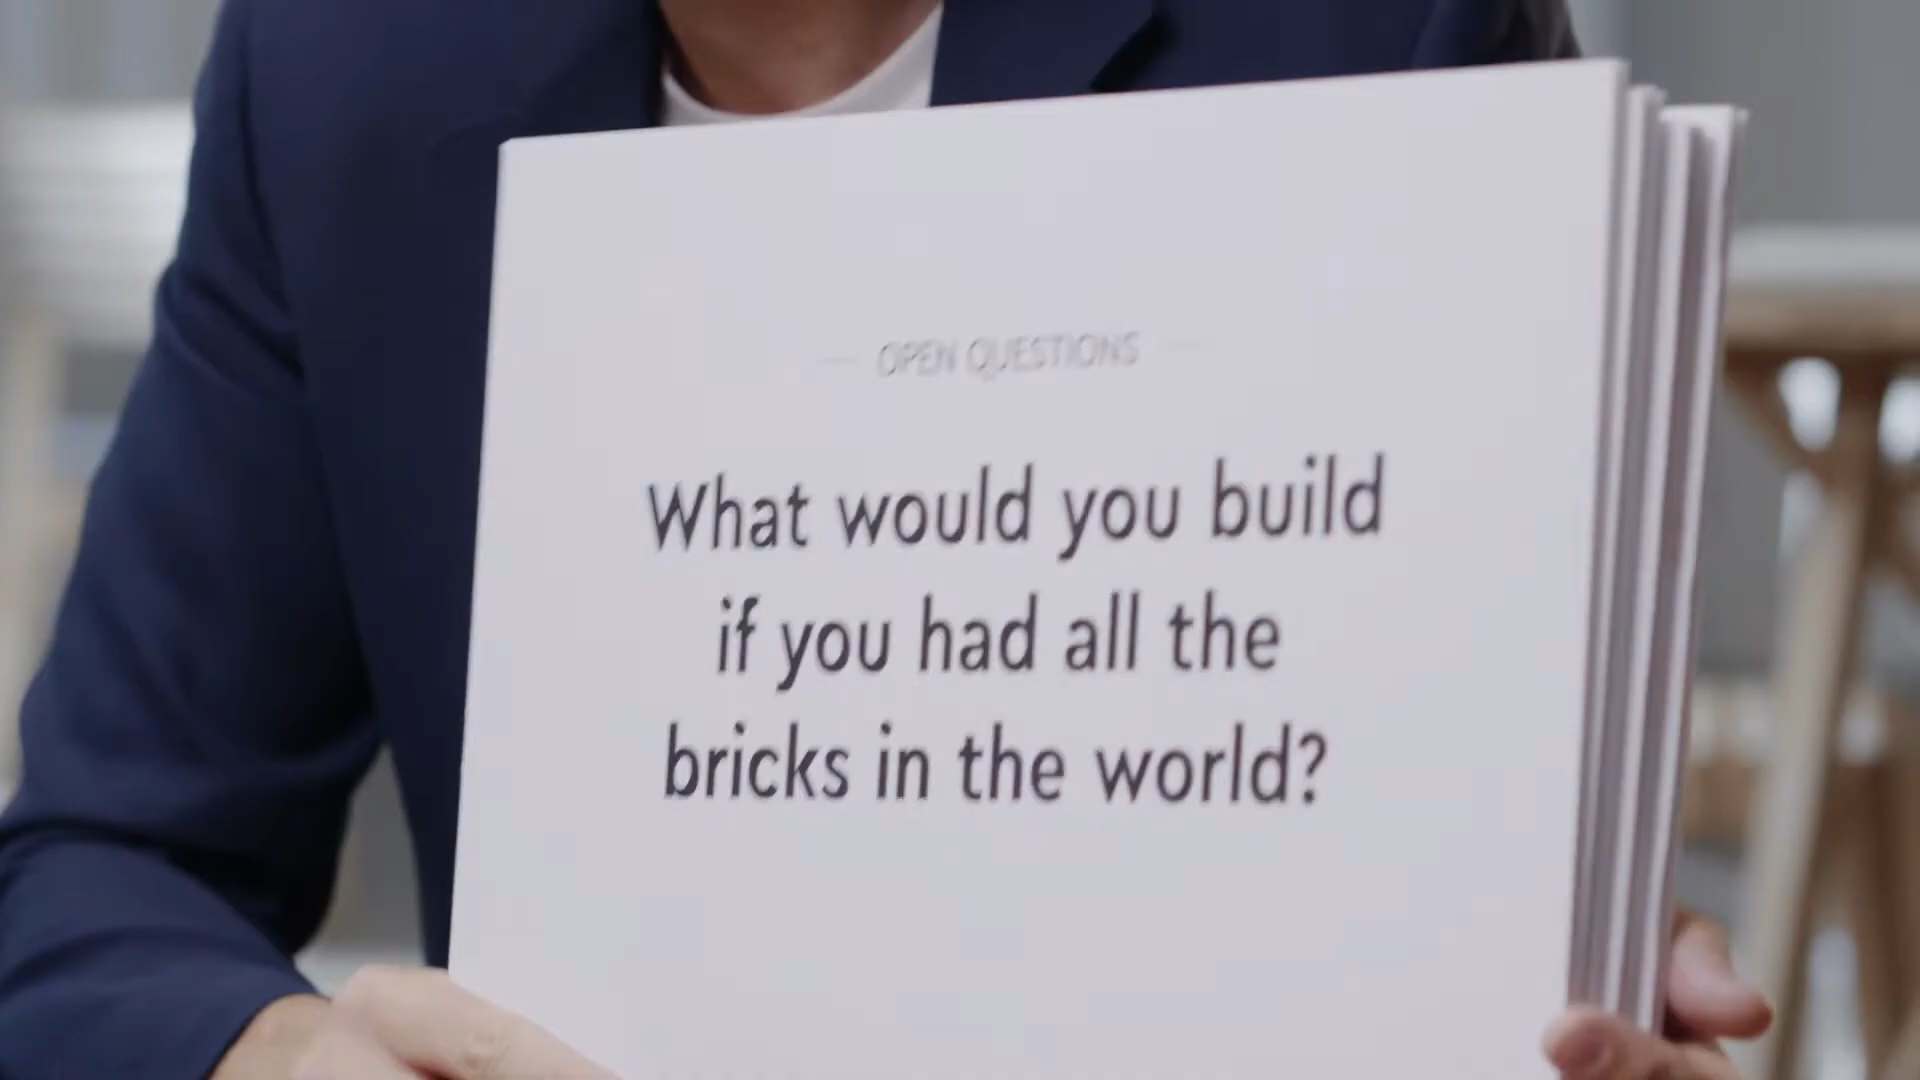 OPEN QUESTIONS
What would you build
if you had all the
bricks in the world?